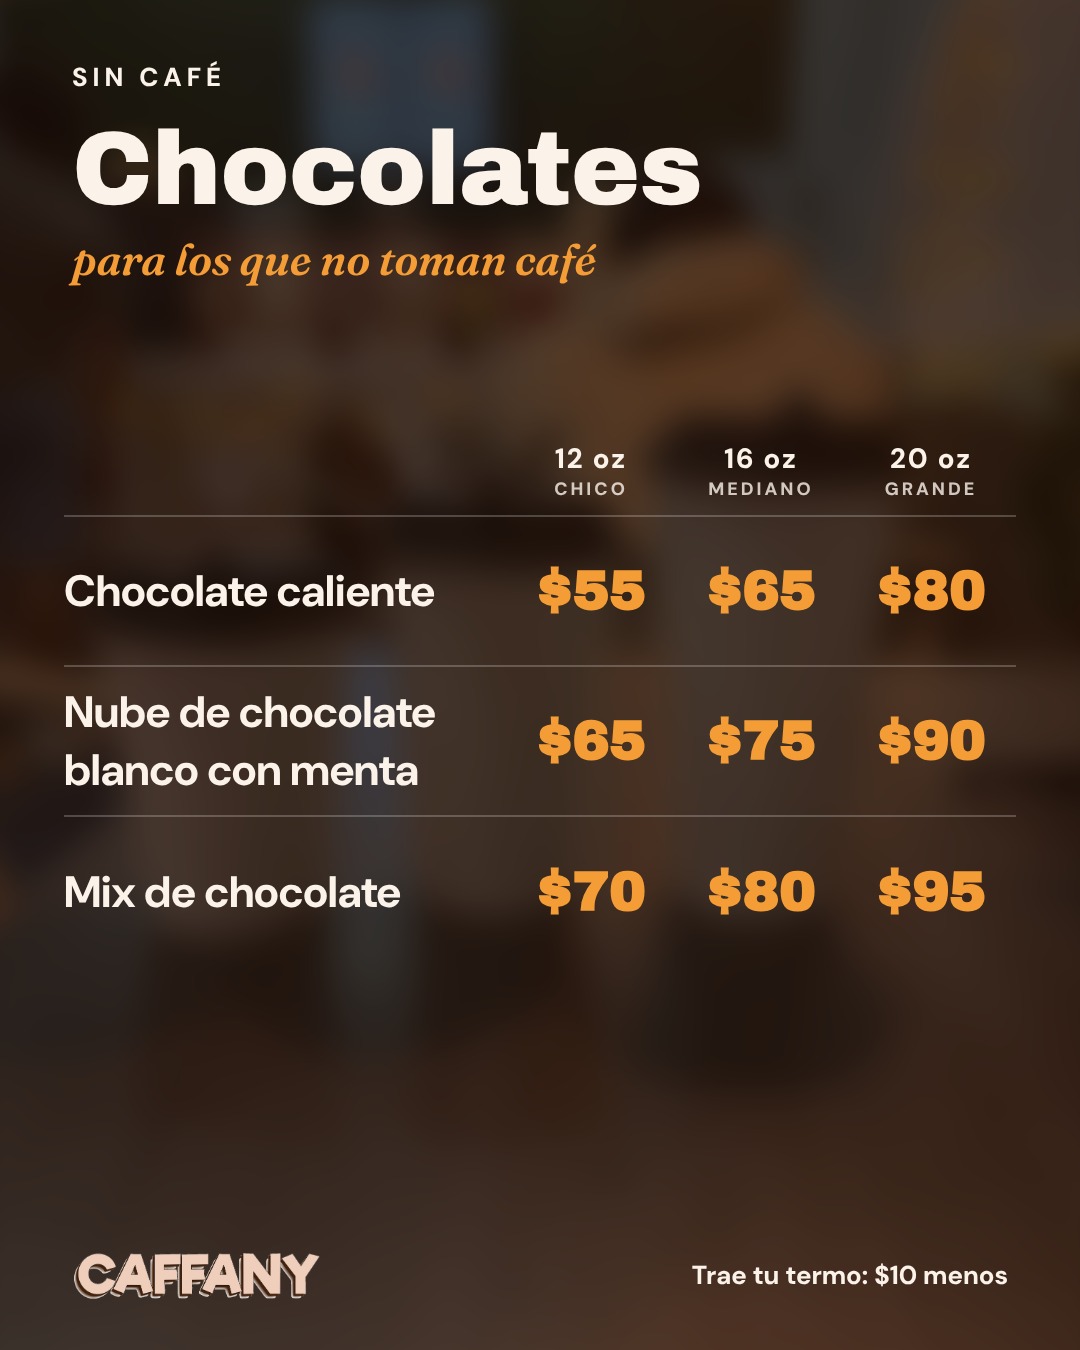 SIN CAFÉ
Chocolates
para los que no toman café
12 oz 16 oz 20 oz
CHICO MEDIANO GRANDE
Chocolate caliente $55 $65 $80
Nube de chocolate
blanco con menta $65 $75 $90
Mix de chocolate $70 $80 $95
CAFFANY
Trae tu termo: $10 menos